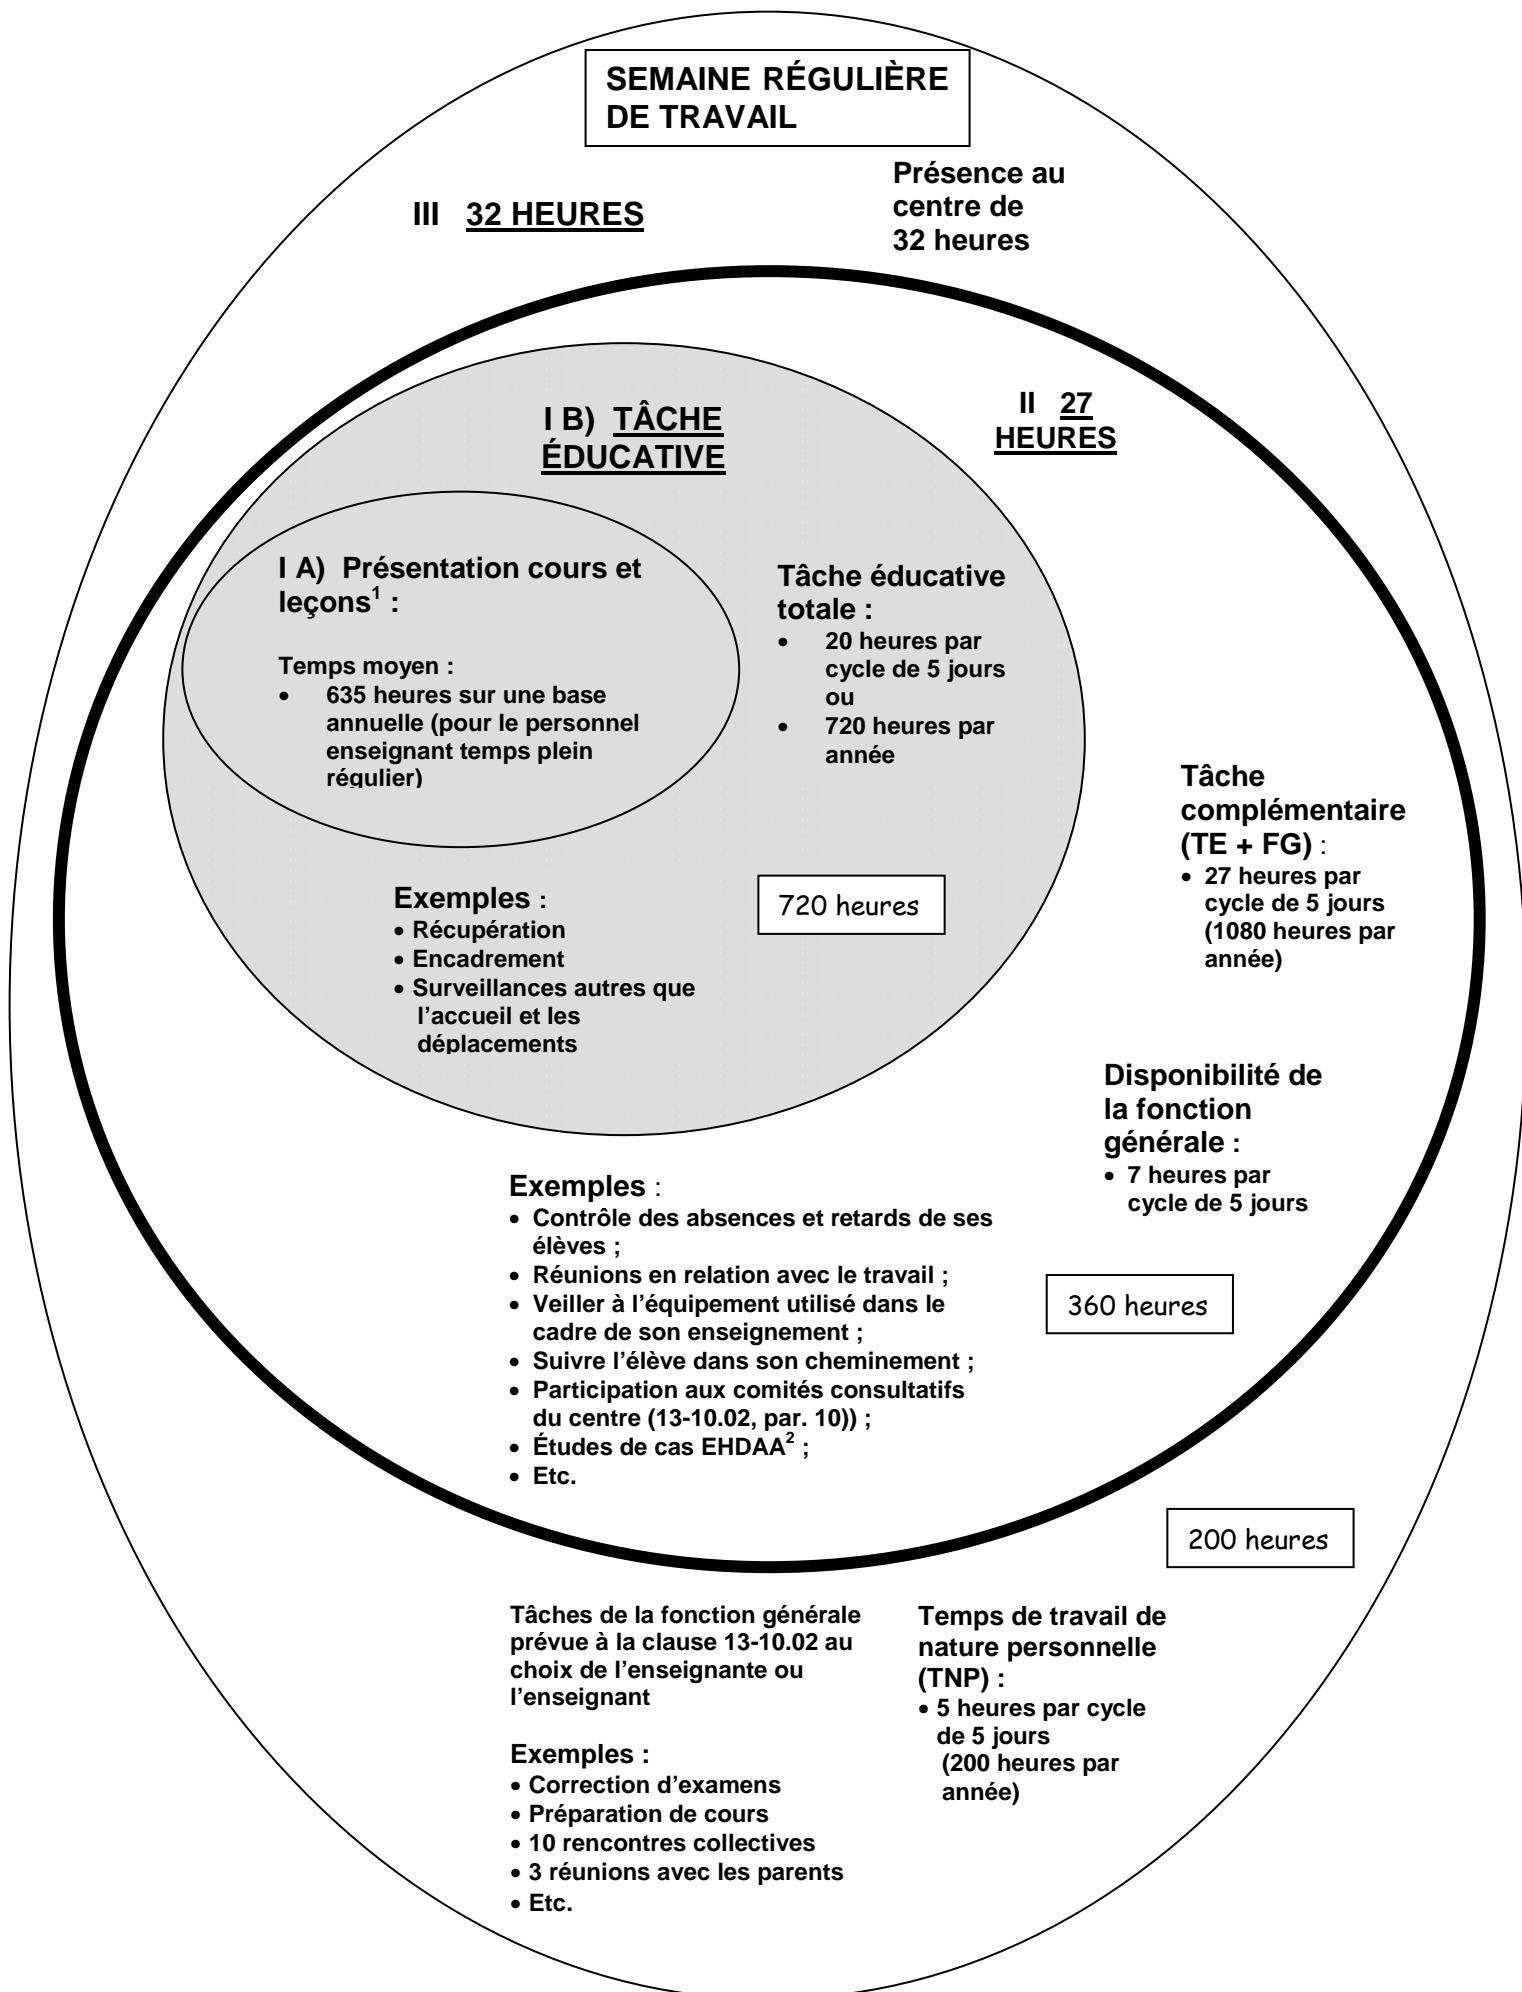 SEMAINE RÉGULIÈRE
DE TRAVAIL
III 32 HEURES
Présence au
centre de
32 heures
I B) TÂCHE
ÉDUCATIVE
II 27
HEURES
I A) Présentation cours et
leçons1 :
Temps moyen :
• 635 heures sur une base
annuelle (pour le personnel
enseignant temps plein
régulier)
Tâche éducative
totale :
• 20 heures par
cycle de 5 jours
ou
• 720 heures par
année
Tâche
complémentaire
(TE + FG) :
• 27 heures par
cycle de 5 jours
(1080 heures par
année)
Exemples :
• Récupération
• Encadrement
• Surveillances autres que
l’accueil et les
déplacements
720 heures
Disponibilité de
la fonction
générale :
• 7 heures par
cycle de 5 jours
Exemples :
• Contrôle des absences et retards de ses
élèves ;
• Réunions en relation avec le travail ;
• Veiller à l’équipement utilisé dans le
cadre de son enseignement ;
• Suivre l’élève dans son cheminement ;
• Participation aux comités consultatifs
du centre (13-10.02, par. 10)) ;
• Études de cas EHDAA2 ;
• Etc.
360 heures
200 heures
Tâches de la fonction générale
prévue à la clause 13-10.02 au
choix de l’enseignante ou
l’enseignant
Exemples :
• Correction d’examens
• Préparation de cours
• 10 rencontres collectives
• 3 réunions avec les parents
• Etc.
Temps de travail de
nature personnelle
(TNP) :
• 5 heures par cycle
de 5 jours
(200 heures par
année)